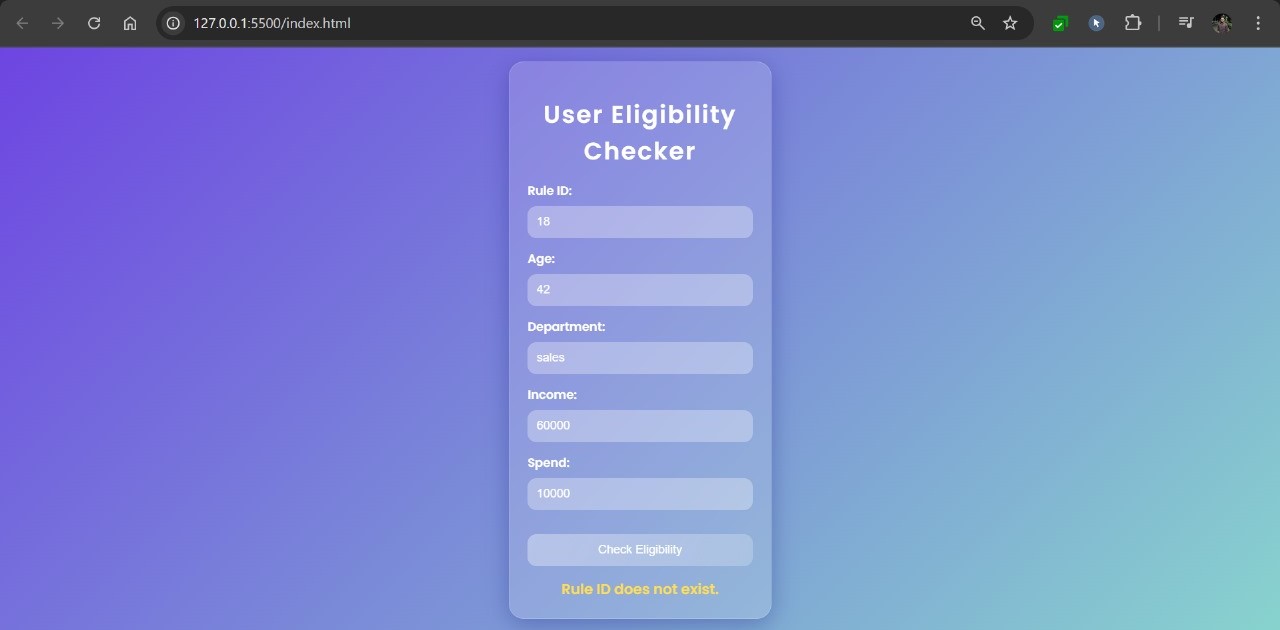 127.0.0.1:5500/index.html
User Eligibility
Checker
Rule ID:
18
Age:
42
Department:
sales
Income:
60000
Spend:
10000
Check Eligibility
Rule ID does not exist.